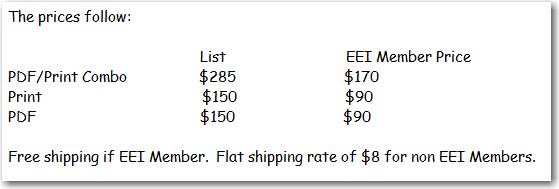 The prices follow:
List EEI Member Price
PDF/Print Combo $285 $170
Print $150 $90
PDF $150 $90
Free shipping if EEI Member. Flat shipping rate of $8 for non EEI Members.